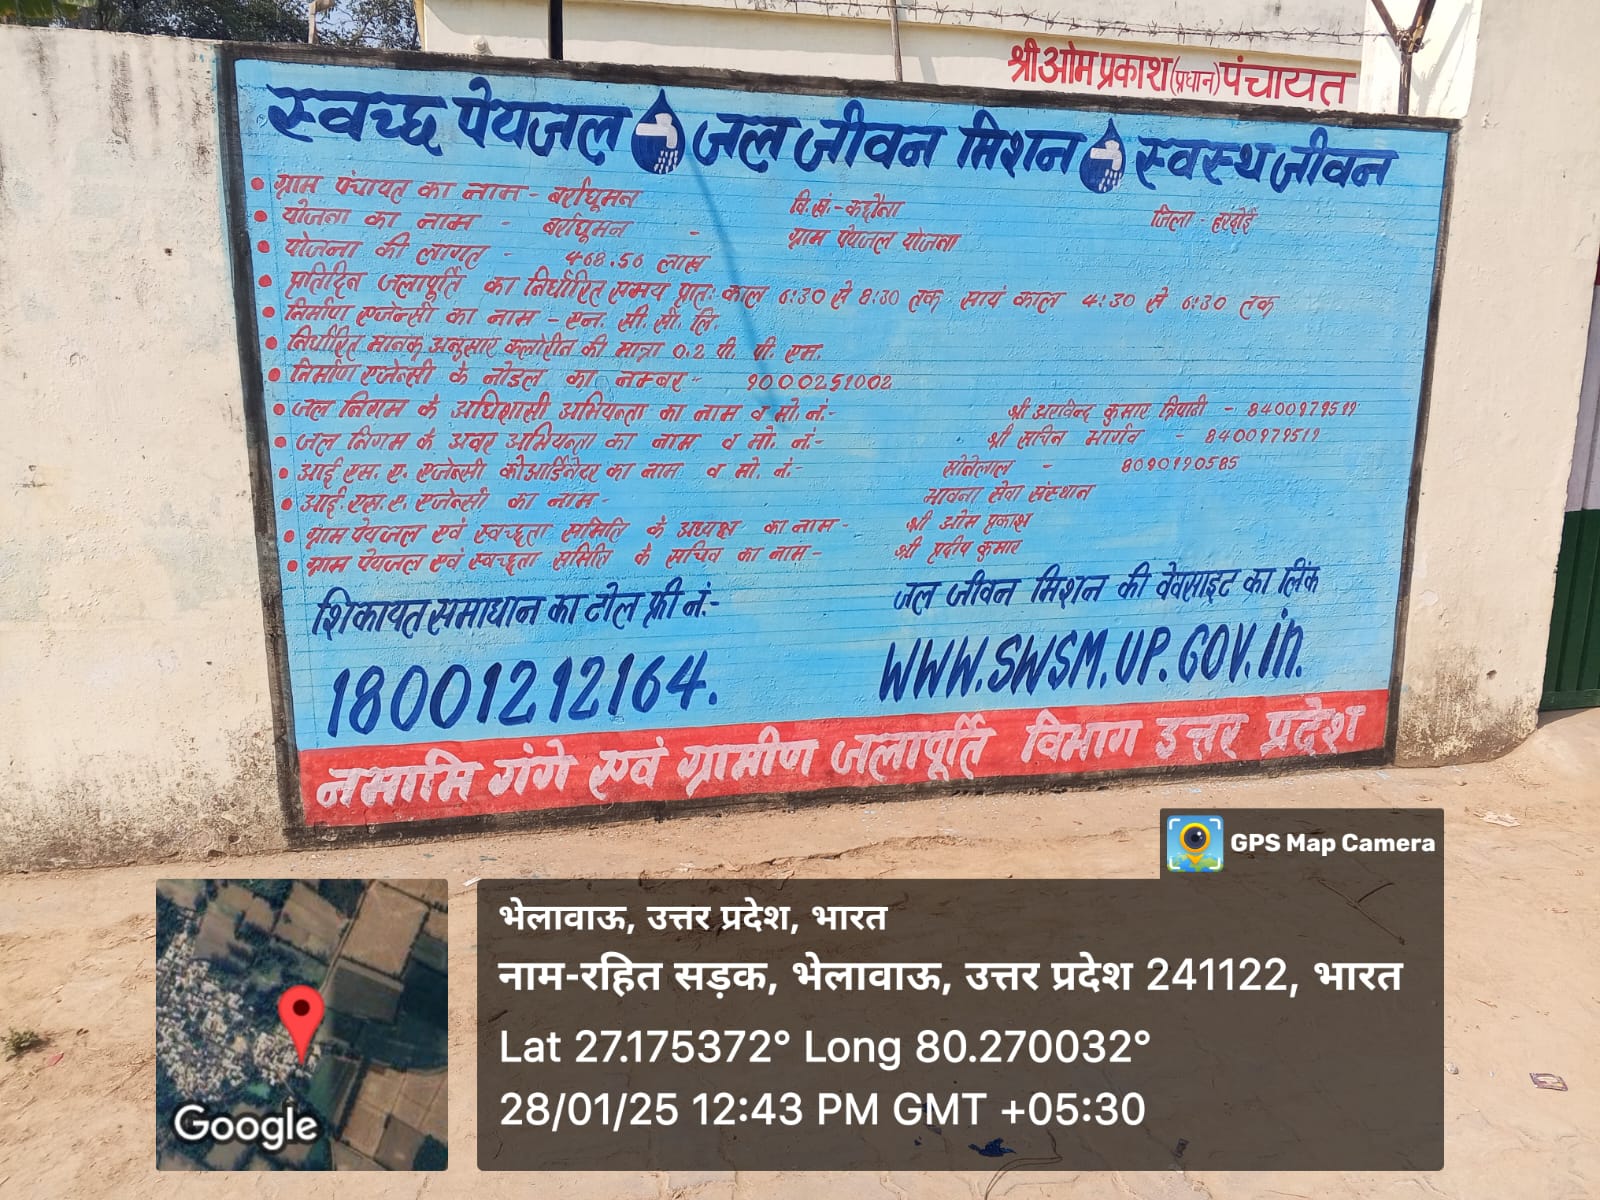 श्री ओम प्रकाश (प्रधान) पंचायत
स्वच्छ पेयजल जल जीवन मिशन स्वस्थ जीवन
• ग्राम पंचायत का नाम - बर्राघूमन वि.खं.- कछौना जिला - हरदोई
• योजना का नाम - बर्राघूमन - ग्राम पेयजल योजना
• योजना की लागत - 468.56 लाख
• प्रतिदिन जलापूर्ति का निर्धारित समय प्रातः काल 6:30 से 8:30 तक सायं काल 4:30 से 6:30 तक
• निर्माण एजेन्सी का नाम - एन. सी. सी. लि.
• निर्धारित मानक अनुसार क्लोरीन की मात्रा 0.2 पी. पी. एम.
• निर्माण एजेन्सी के नोडल का नम्बर - 9000251002
• जल निगम के अधिशासी अभियन्ता का नाम व मो. नं.- श्री अरविन्द कुमार त्रिपाठी -
• जल निगम के अवर अभियन्ता का नाम व मो. नं.- श्री सचिन भार्गव -
• आई. एस. ए. एजेन्सी कोआर्डिनेटर का नाम व मो. नं.- सोनेलाल - 8090190585
• आई. एस. ए. एजेन्सी का नाम - भावना सेवा संस्थान
• ग्राम पेयजल एवं स्वच्छता समिति के अध्यक्ष का नाम - श्री ओम प्रकाश
• ग्राम पेयजल एवं स्वच्छता समिति के सचिव का नाम - श्री प्रदीप कुमार
शिकायत समाधान का टोल फ्री नं.- जल जीवन मिशन की वेवसाइट का लिंक
18001212164. WWW.SWSM.UP.GOV.in.
नमामि गंगे एवं ग्रामीण जलापूर्ति विभाग उत्तर प्रदेश
GPS Map Camera
भेलावाऊ, उत्तर प्रदेश, भारत
नाम-रहित सड़क, भेलावाऊ, उत्तर प्रदेश 241122, भारत
Lat 27.175372° Long 80.270032°
28/01/25 12:43 PM GMT +05:30
Google